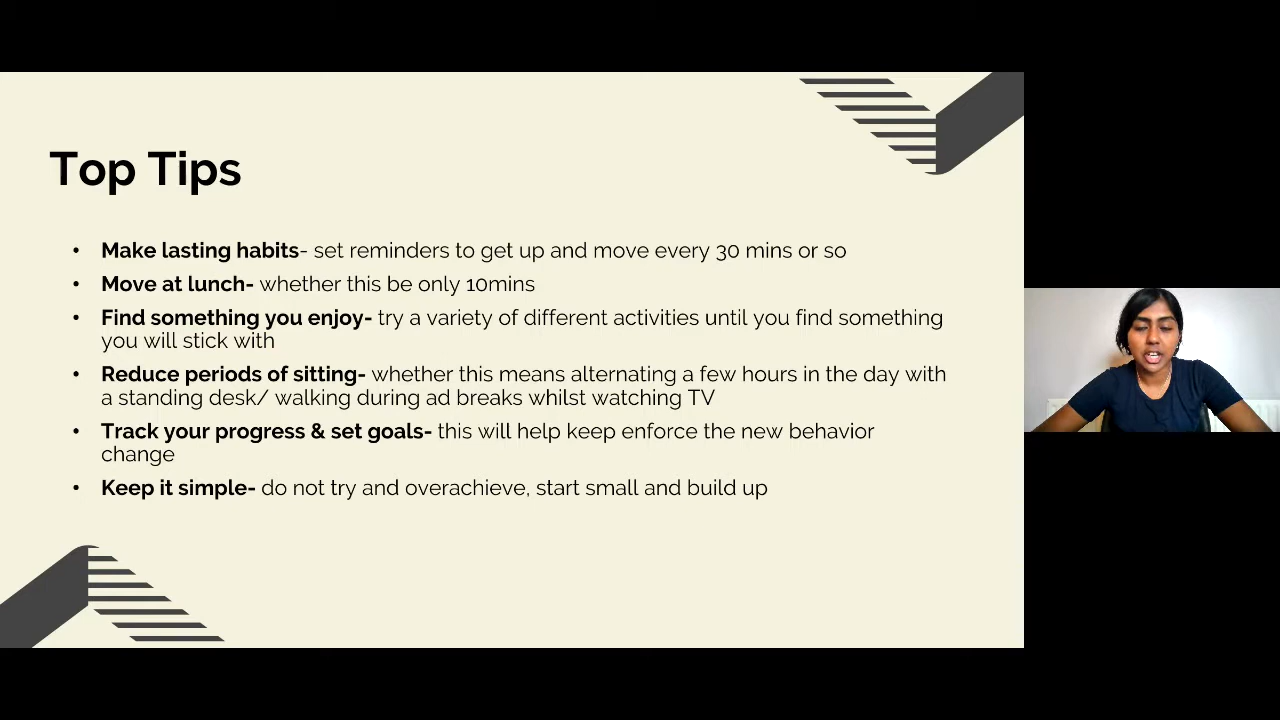 Top Tips
• Make lasting habits- set reminders to get up and move every 30 mins or so
• Move at lunch- whether this be only 10mins
• Find something you enjoy- try a variety of different activities until you find something
you will stick with
• Reduce periods of sitting- whether this means alternating a few hours in the day with
a standing desk/ walking during ad breaks whilst watching TV
• Track your progress & set goals- this will help keep enforce the new behavior
change
• Keep it simple- do not try and overachieve, start small and build up